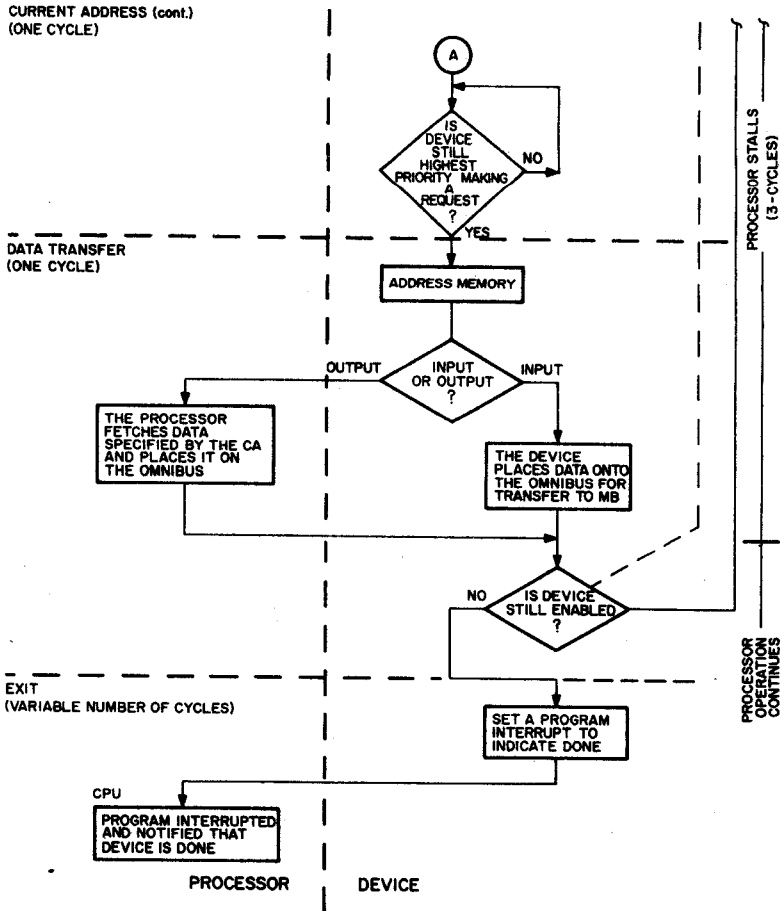 CURRENT ADDRESS (cont.)
(ONE CYCLE)
A
IS
DEVICE
STILL
HIGHEST
PRIORITY MAKING
A
REQUEST
?
NO
YES
PROCESSOR STALLS
(3-CYCLES)
DATA TRANSFER
(ONE CYCLE)
ADDRESS MEMORY
OUTPUT
INPUT
OR OUTPUT
?
INPUT
THE PROCESSOR
FETCHES DATA
SPECIFIED BY THE CA
AND PLACES IT ON
THE OMNIBUS
THE DEVICE
PLACES DATA ONTO
THE OMNIBUS FOR
TRANSFER TO MB
NO
IS DEVICE
STILL ENABLED
?
PROCESSOR
OPERATION
CONTINUES
EXIT
(VARIABLE NUMBER OF CYCLES)
SET A PROGRAM
INTERRUPT TO
INDICATE DONE
CPU
PROGRAM INTERRUPTED
AND NOTIFIED THAT
DEVICE IS DONE
PROCESSOR
DEVICE